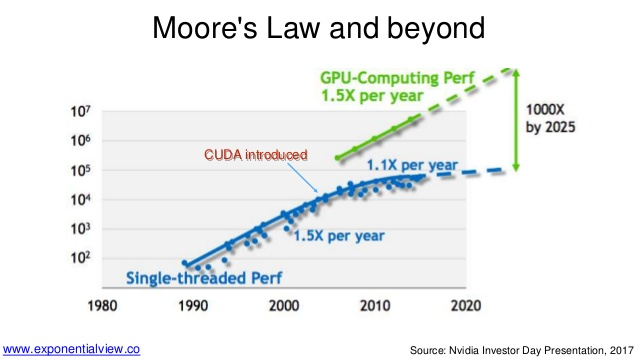 Moore's Law and beyond
GPU-Computing Perf
1.5X per year
1000X
by 2025
10⁷
10⁶
10⁵
10⁴
10³
10²
CUDA introduced
1.1X per year
1.5X per year
Single-threaded Perf
1980
1990
2000
2010
2020
www.exponentialview.co
Source: Nvidia Investor Day Presentation, 2017